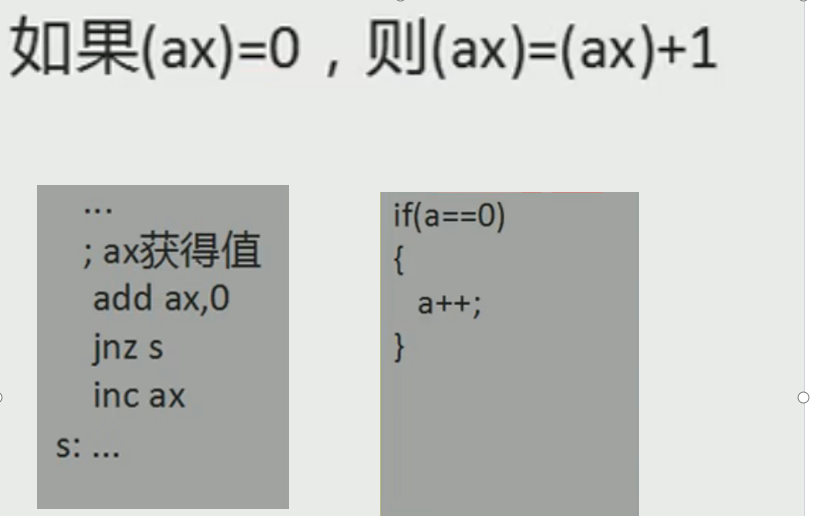 如果(ax)=0，则(ax)=(ax)+1
...
; ax获得值
add ax,0
jnz s
inc ax
s: ...
if(a==0)
{
a++;
}